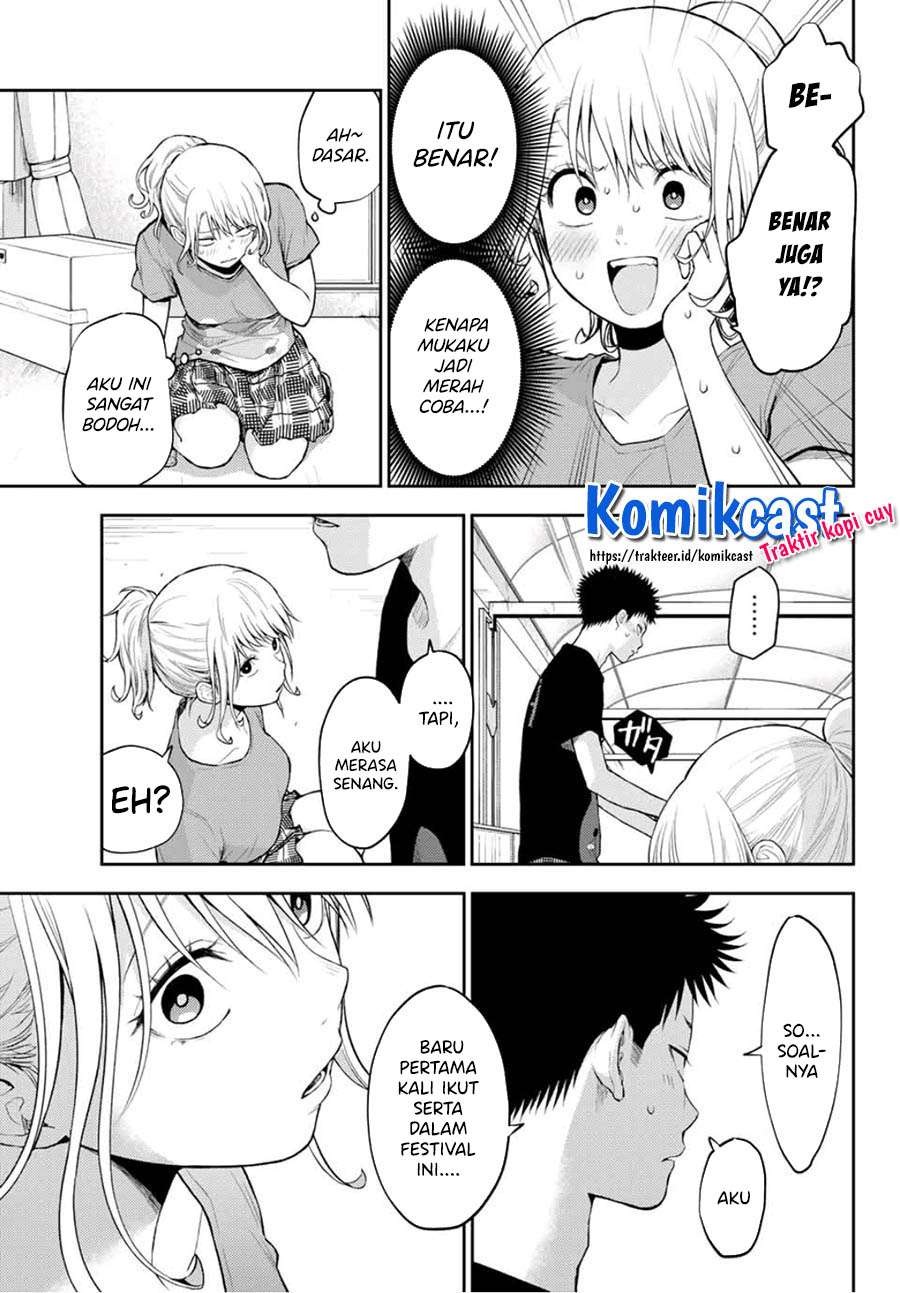 BE-
BENAR
JUGA
YA!?
ITU
BENAR!
KENAPA
MUKAKU
JADI
MERAH
COBA...!
AH~
DASAR.
AKU INI
SANGAT
BODOH...
Komikcast
https://trakteer.id/komikcast
Traktir kopi cuy
......
ガタ
....
TAPI,
AKU
MERASA
SENANG.
EH?
SO...
SOAL-
NYA
AKU
BARU
PERTAMA
KALI IKUT
SERTA
DALAM
FESTIVAL
INI....